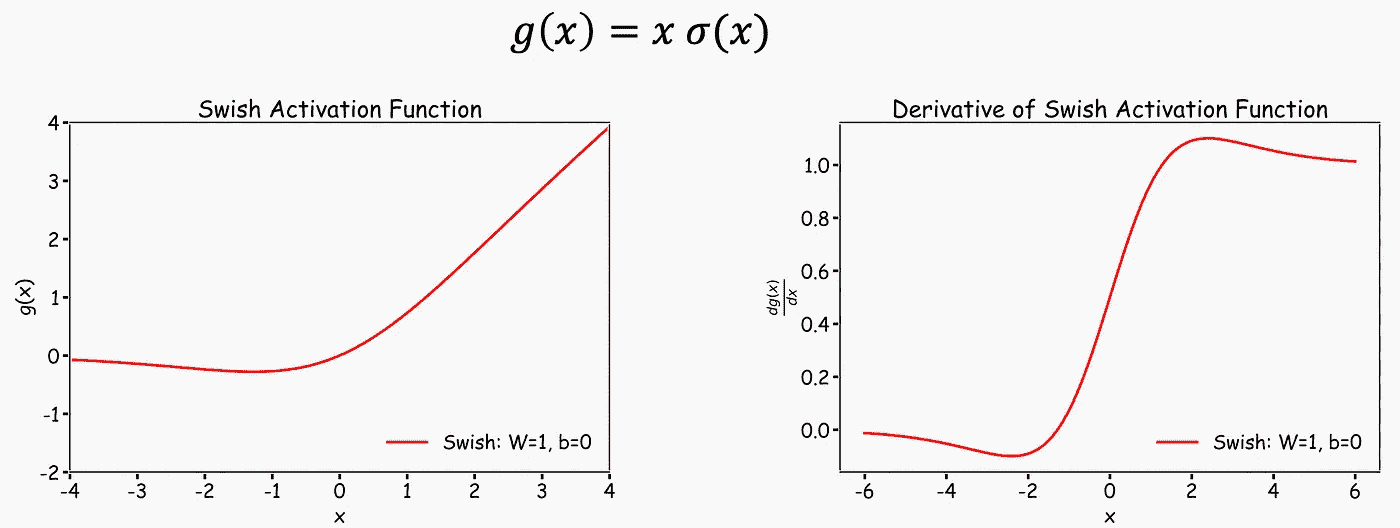 g(x) = x σ(x)
Swish Activation Function
4
3
2
1
0
-1
-2
g(x)
-4 -3 -2 -1 0 1 2 3 4
x
Swish: W=1, b=0
Derivative of Swish Activation Function
1.0
0.8
0.6
0.4
0.2
0.0
dg(x)
dx
-6 -4 -2 0 2 4 6
x
Swish: W=1, b=0